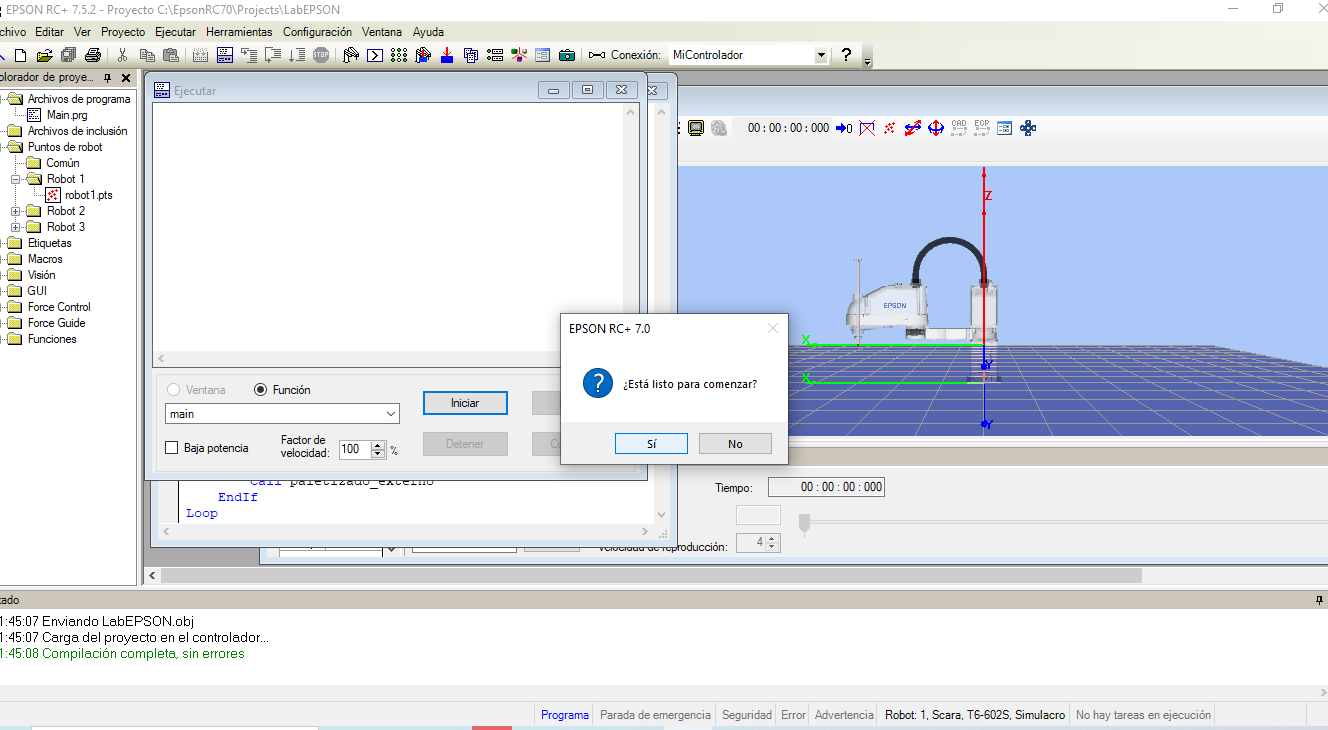 EPSON RC+ 7.5.2 - Proyecto C:\EpsonRC70\Projects\LabEPSON
chivo Editar Ver Proyecto Ejecutar Herramientas Configuración Ventana Ayuda
STOP Conexión: MiControlador ?
plorador de proye...
Archivos de programa
Main.prg
Archivos de inclusión
Puntos de robot
Común
Robot 1
robot1.pts
Robot 2
Robot 3
Etiquetas
Macros
Visión
GUI
Force Control
Force Guide
Funciones
Ejecutar
Ventana Función
main
Baja potencia
Factor de
velocidad: 100 %
Iniciar
Detener
Call paletizado_externo
EndIf
Loop
00 : 00 : 00 : 000
CAD
ECP
Z
EPSON
X
Y
X
Y
EPSON RC+ 7.0
¿Está listo para comenzar?
Sí No
Tiempo: 00 : 00 : 00 : 000
velocidad de reproducción: 4
tado
1:45:07 Enviando LabEPSON.obj
1:45:07 Carga del proyecto en el controlador...
1:45:08 Compilación completa, sin errores
Programa Parada de emergencia Seguridad Error Advertencia Robot: 1, Scara, T6-602S, Simulacro No hay tareas en ejecución